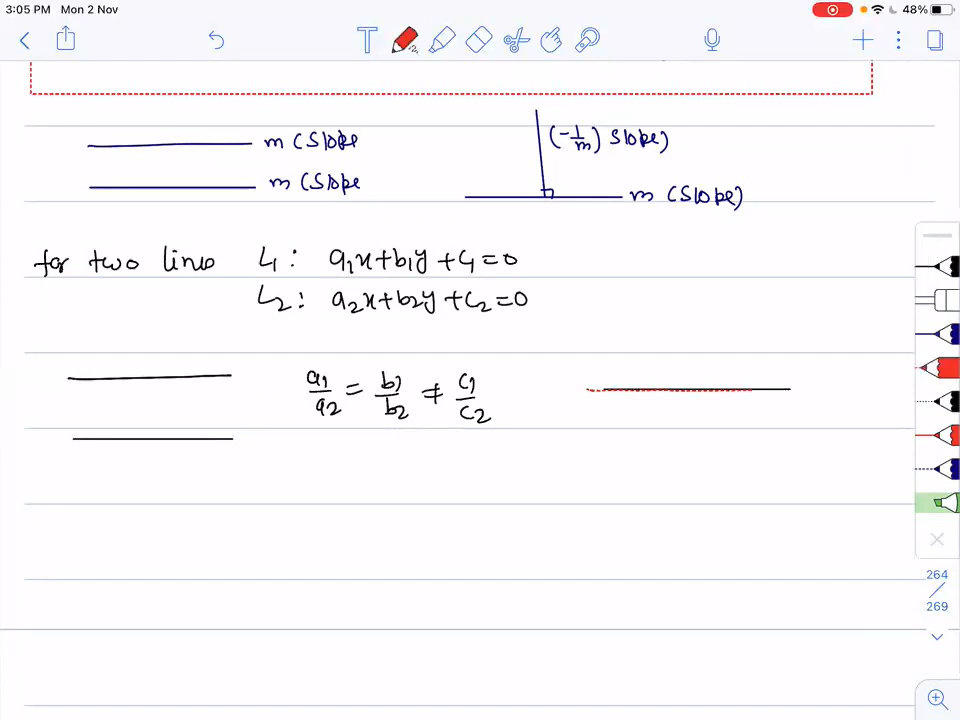 3:05 PM Mon 2 Nov 48%
m (Slope
(-1/m) Slope)
m (Slope
m (Slope)
for two lines L1: a1x+b1y+c1=0
L2: a2x+b2y+c2=0
a1/a2 = b1/b2 ≠ c1/c2
264
/
269